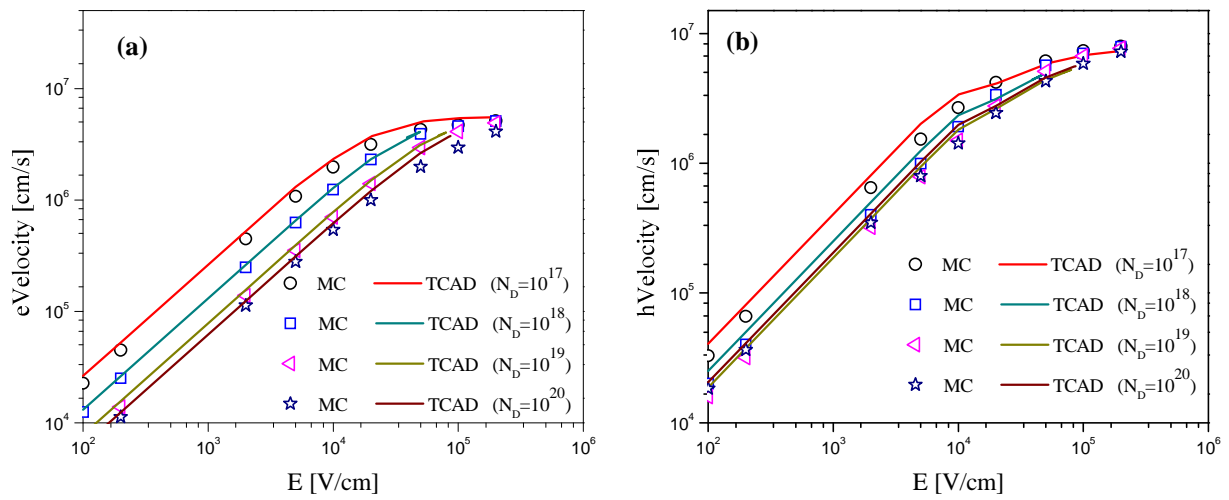 (a)
eVelocity [cm/s]
10^7
10^6
10^5
10^4
MC TCAD (N_D=10^17)
MC TCAD (N_D=10^18)
MC TCAD (N_D=10^19)
MC TCAD (N_D=10^20)
10^2 10^3 10^4 10^5 10^6
E [V/cm]
(b)
hVelocity [cm/s]
10^7
10^6
10^5
10^4
MC TCAD (N_D=10^17)
MC TCAD (N_D=10^18)
MC TCAD (N_D=10^19)
MC TCAD (N_D=10^20)
10^2 10^3 10^4 10^5 10^6
E [V/cm]